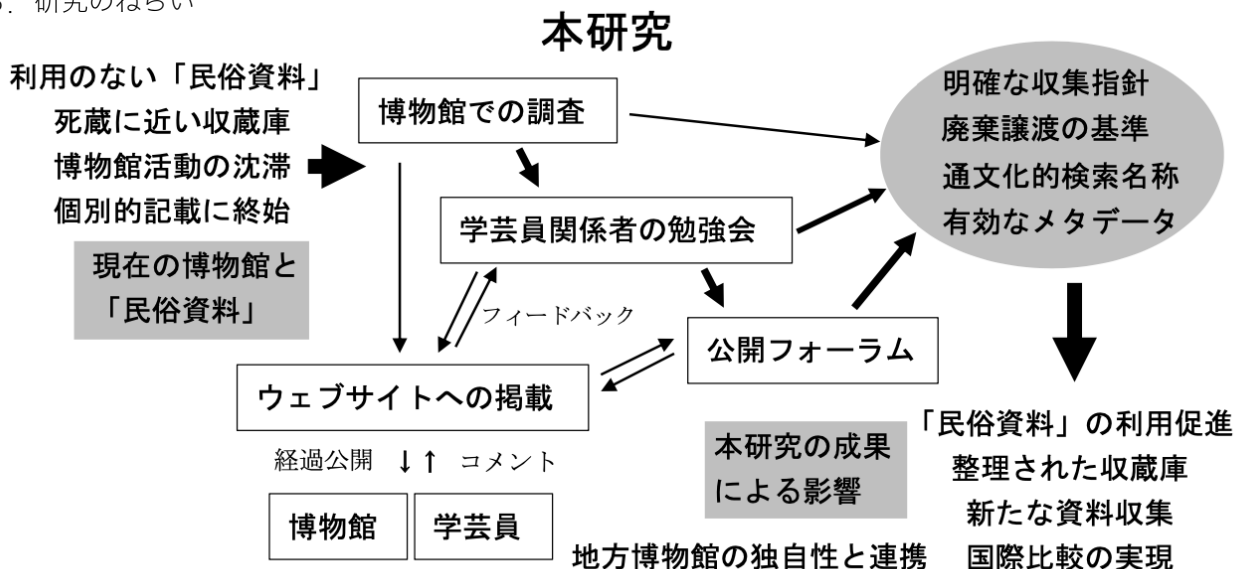 研究のねらい
本研究
利用のない「民俗資料」
死蔵に近い収蔵庫
博物館活動の沈滞
個別的記載に終始
現在の博物館と
「民俗資料」
博物館での調査
学芸員関係者の勉強会
フィードバック
公開フォーラム
ウェブサイトへの掲載
経過公開 ↓↑ コメント
博物館 学芸員
明確な収集指針
廃棄譲渡の基準
通文化的検索名称
有効なメタデータ
本研究の成果
による影響
「民俗資料」の利用促進
整理された収蔵庫
新たな資料収集
地方博物館の独自性と連携 国際比較の実現